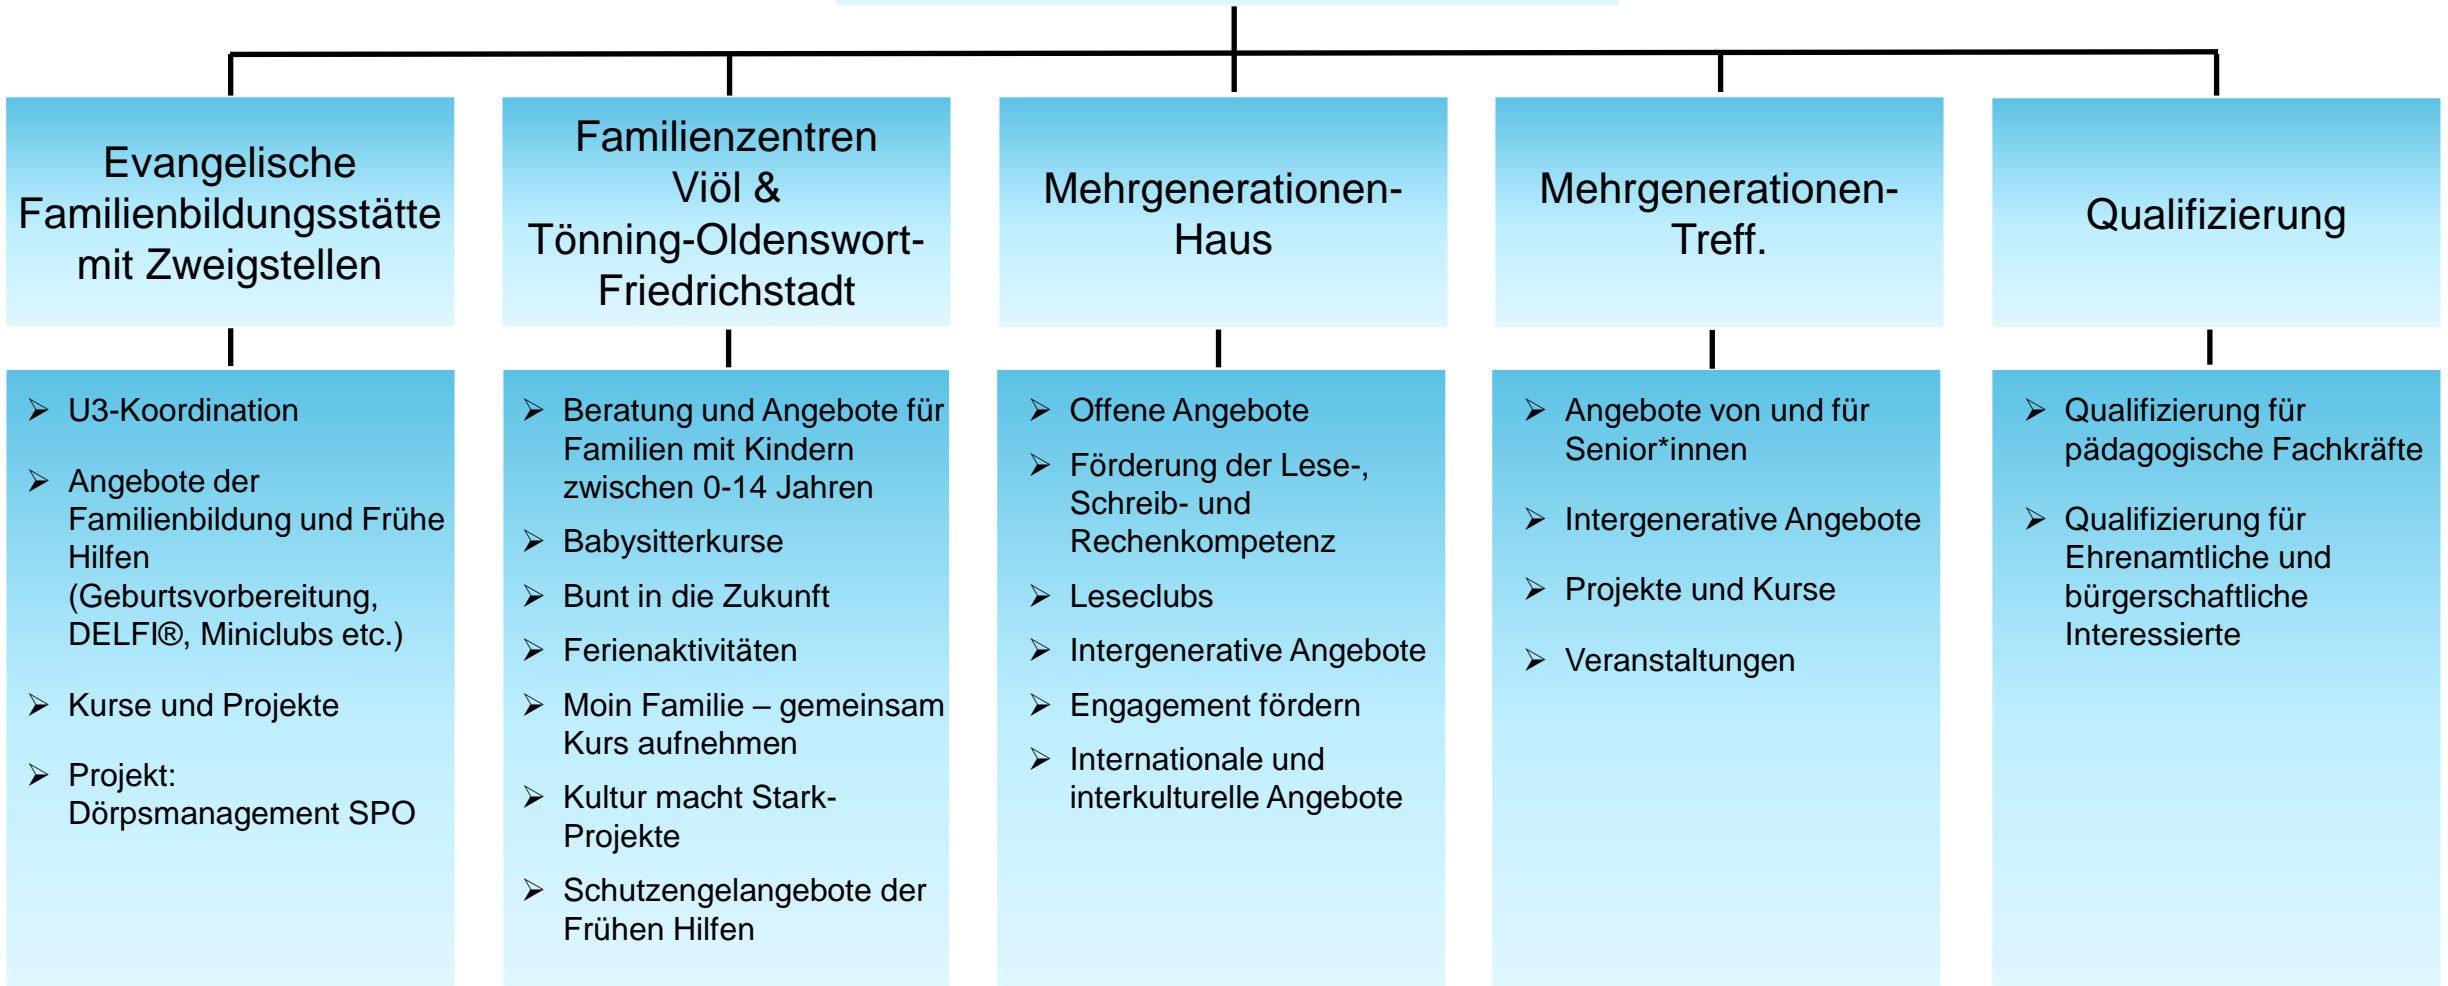 Evangelische
Familienbildungsstätte
mit Zweigstellen
Familienzentren
Viöl &
Tönning-Oldenswort-
Friedrichstadt
Mehrgenerationen-
Haus
Mehrgenerationen-
Treff.
Qualifizierung
➢ U3-Koordination
➢ Angebote der
Familienbildung und Frühe
Hilfen
(Geburtsvorbereitung,
DELFI®, Miniclubs etc.)
➢ Kurse und Projekte
➢ Projekt:
Dörpsmanagement SPO
➢ Beratung und Angebote für
Familien mit Kindern
zwischen 0-14 Jahren
➢ Babysitterkurse
➢ Bunt in die Zukunft
➢ Ferienaktivitäten
➢ Moin Familie – gemeinsam
Kurs aufnehmen
➢ Kultur macht Stark-
Projekte
➢ Schutzengelangebote der
Frühen Hilfen
➢ Offene Angebote
➢ Förderung der Lese-,
Schreib- und
Rechenkompetenz
➢ Leseclubs
➢ Intergenerative Angebote
➢ Engagement fördern
➢ Internationale und
interkulturelle Angebote
➢ Angebote von und für
Senior*innen
➢ Intergenerative Angebote
➢ Projekte und Kurse
➢ Veranstaltungen
➢ Qualifizierung für
pädagogische Fachkräfte
➢ Qualifizierung für
Ehrenamtliche und
bürgerschaftliche
Interessierte